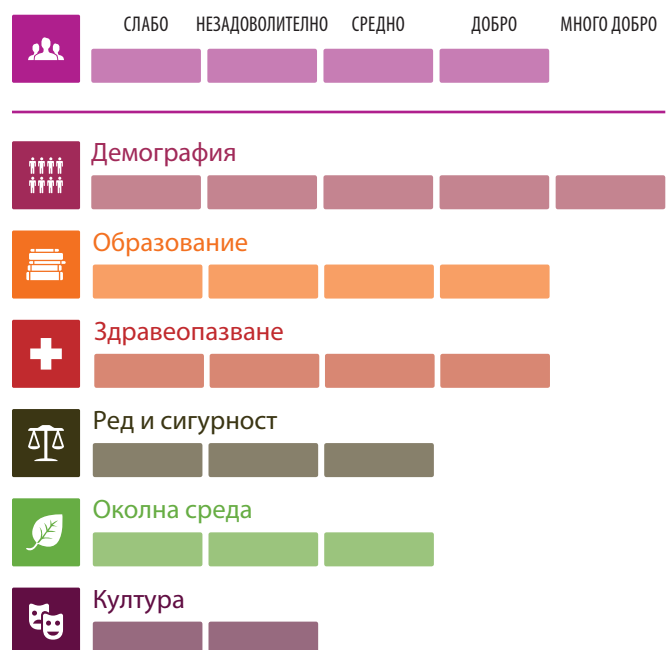 СЛАБО НЕЗАДОВОЛИТЕЛНО СРЕДНО ДОБРО МНОГО ДОБРО
Демография
Образование
Здравеопазване
Ред и сигурност
Околна среда
Култура